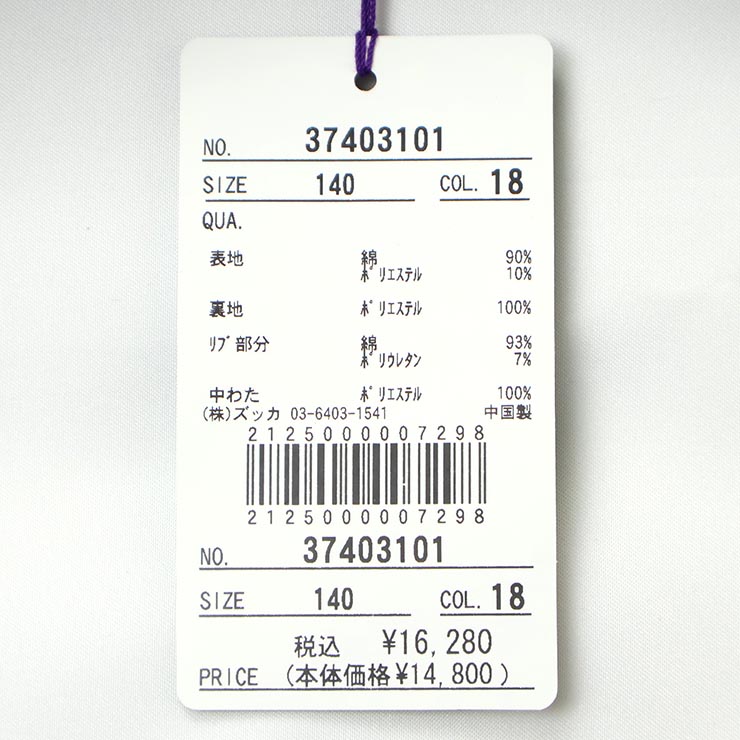 NO. 37403101
SIZE 140 COL. 18
QUA.
表地 綿 90%
ﾎﾟﾘｴｽﾃﾙ 10%
裏地 ﾎﾟﾘｴｽﾃﾙ 100%
ﾘﾌﾞ部分 綿 93%
ﾎﾟﾘｳﾚﾀﾝ 7%
中わた ﾎﾟﾘｴｽﾃﾙ 100%
(株)ズッカ 03-6403-1541 中国製
2125000007298
2125000007298
NO. 37403101
SIZE 140 COL. 18
税込 ¥16,280
PRICE (本体価格¥14,800)